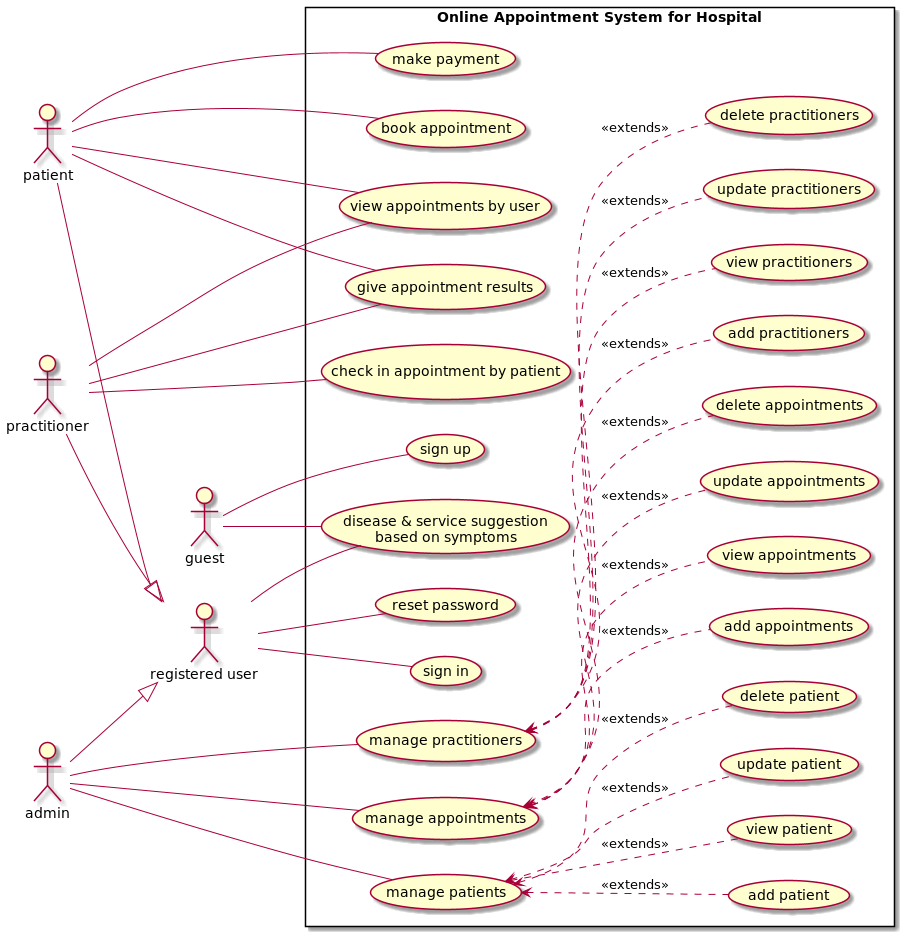 Online Appointment System for Hospital
make payment
book appointment
view appointments by user
give appointment results
check in appointment by patient
sign up
disease & service suggestion
based on symptoms
reset password
sign in
manage practitioners
manage appointments
manage patients
patient
practitioner
guest
registered user
admin
«extends»
«extends»
«extends»
«extends»
«extends»
«extends»
«extends»
«extends»
«extends»
«extends»
«extends»
delete practitioners
update practitioners
view practitioners
add practitioners
delete appointments
update appointments
view appointments
add appointments
delete patient
update patient
view patient
add patient